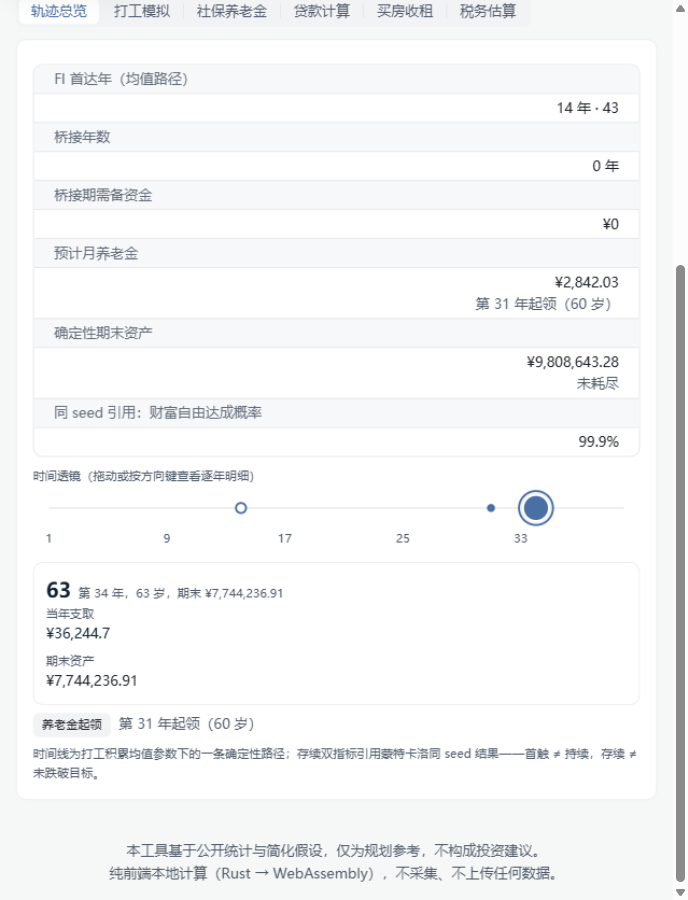 轨迹总览 打工模拟 社保养老金 贷款计算 买房收租 税务估算
FI 首达年（均值路径）
14 年 · 43
桥接年数
0 年
桥接期需备资金
¥0
预计月养老金
¥2,842.03
第 31 年起领（60 岁）
确定性期末资产
¥9,808,643.28
未耗尽
同 seed 引用：财富自由达成概率
99.9%
时间透镜（拖动或按方向键查看逐年明细）
1 9 17 25 33
63 第 34 年，63 岁，期末 ¥7,744,236.91
当年支取
¥36,244.7
期末资产
¥7,744,236.91
养老金起领 第 31 年起领（60 岁）
时间线为打工积累均值参数下的一条确定性路径；存续双指标引用蒙特卡洛同 seed 结果——首触 ≠ 持续，存续 ≠
未跌破目标。
本工具基于公开统计与简化假设，仅为规划参考，不构成投资建议。
纯前端本地计算（Rust → WebAssembly），不采集、不上传任何数据。